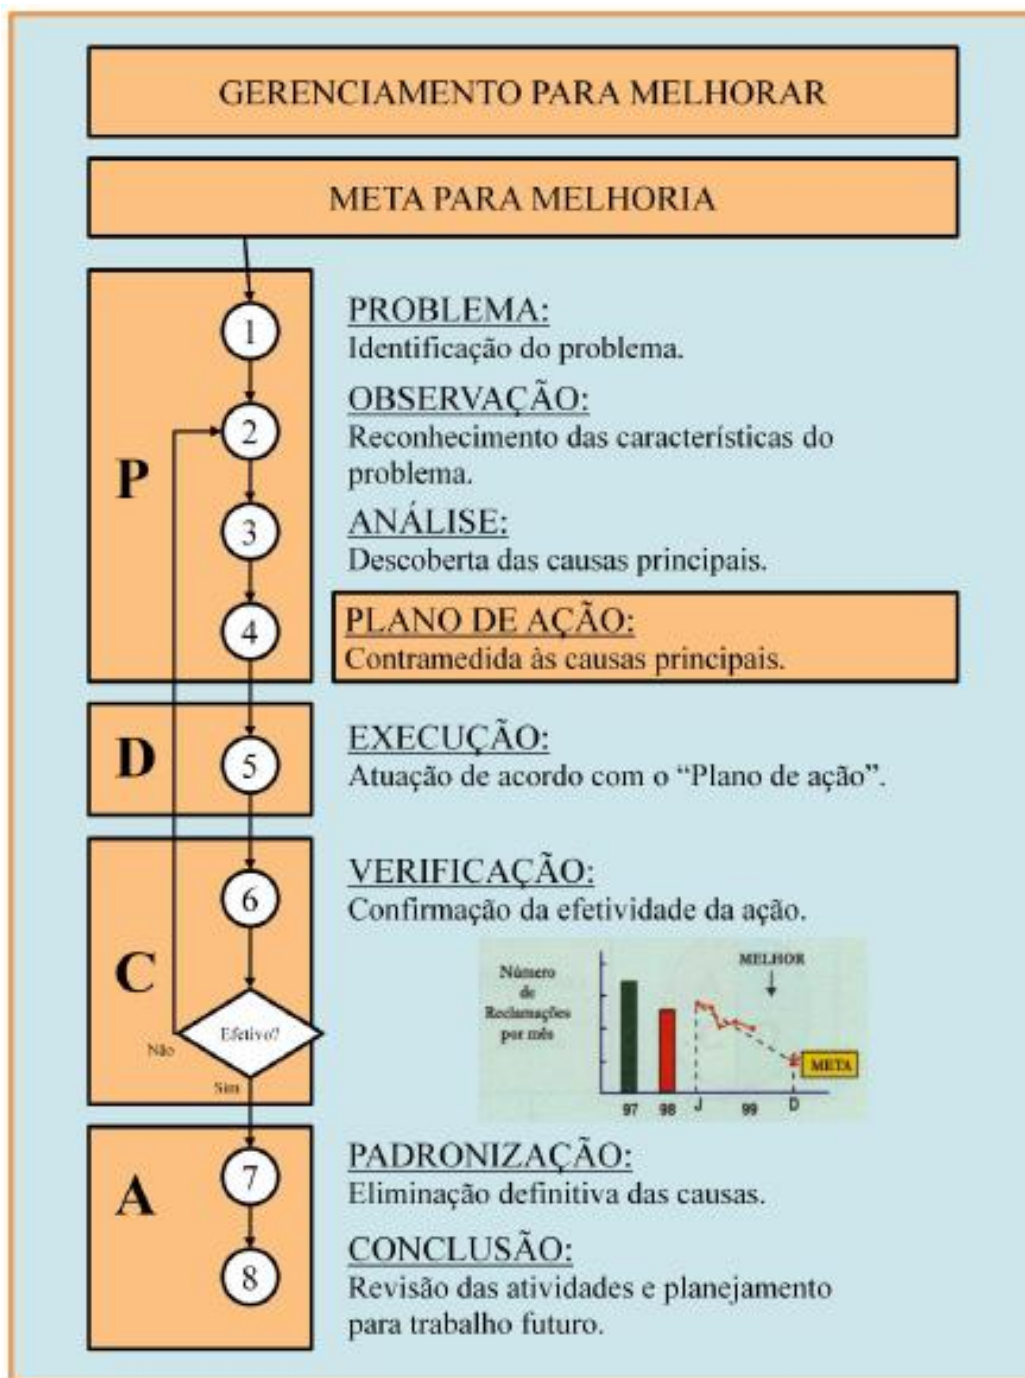 GERENCIAMENTO PARA MELHORAR
META PARA MELHORIA
P
1
PROBLEMA:
Identificação do problema.
2
OBSERVAÇÃO:
Reconhecimento das características do
problema.
3
ANÁLISE:
Descoberta das causas principais.
4
PLANO DE AÇÃO:
Contramedida às causas principais.
D
5
EXECUÇÃO:
Atuação de acordo com o “Plano de ação”.
C
6
VERIFICAÇÃO:
Confirmação da efetividade da ação.
Efetivo?
Não
Sim
Número
de
Reclamações
por mês
MELHOR
META
97 98 J 99 D
A
7
PADRONIZAÇÃO:
Eliminação definitiva das causas.
8
CONCLUSÃO:
Revisão das atividades e planejamento
para trabalho futuro.